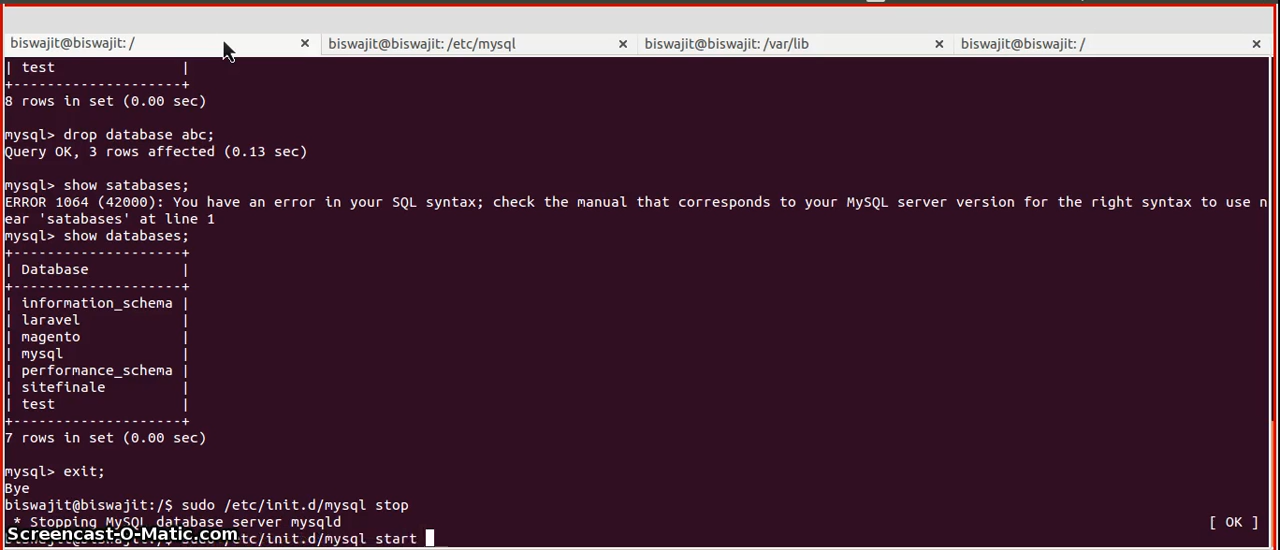 biswajit@biswajit: / × biswajit@biswajit: /etc/mysql × biswajit@biswajit: /var/lib × biswajit@biswajit: / ×
| test               |
+--------------------+
8 rows in set (0.00 sec)
mysql> drop database abc;
Query OK, 3 rows affected (0.13 sec)
mysql> show satabases;
ERROR 1064 (42000): You have an error in your SQL syntax; check the manual that corresponds to your MySQL server version for the right syntax to use n
ear 'satabases' at line 1
mysql> show databases;
+--------------------+
| Database           |
+--------------------+
| information_schema |
| laravel            |
| magento            |
| mysql              |
| performance_schema |
| sitefinale         |
| test               |
+--------------------+
7 rows in set (0.00 sec)
mysql> exit;
Bye
biswajit@biswajit:/$ sudo /etc/init.d/mysql stop
* Stopping MySQL database server mysqld [ OK ]
Screencast-O-Matic.com
biswajit@biswajit:/$ sudo /etc/init.d/mysql start